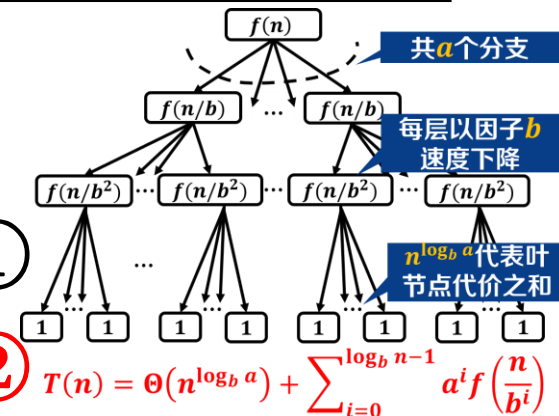 f(n)
共a个分支
f(n/b) ... f(n/b)
每层以因子b
速度下降
f(n/b²) ... f(n/b²) ... f(n/b²) ... f(n/b²)
n^{log_b a}代表叶
节点代价之和
...
... ... ... ...
1 1 1 1 1 1 1 1
2 T(n) = Θ(n^{log_b a}) + ∑_{i=0}^{log_b n−1} a^i f(n/b^i)